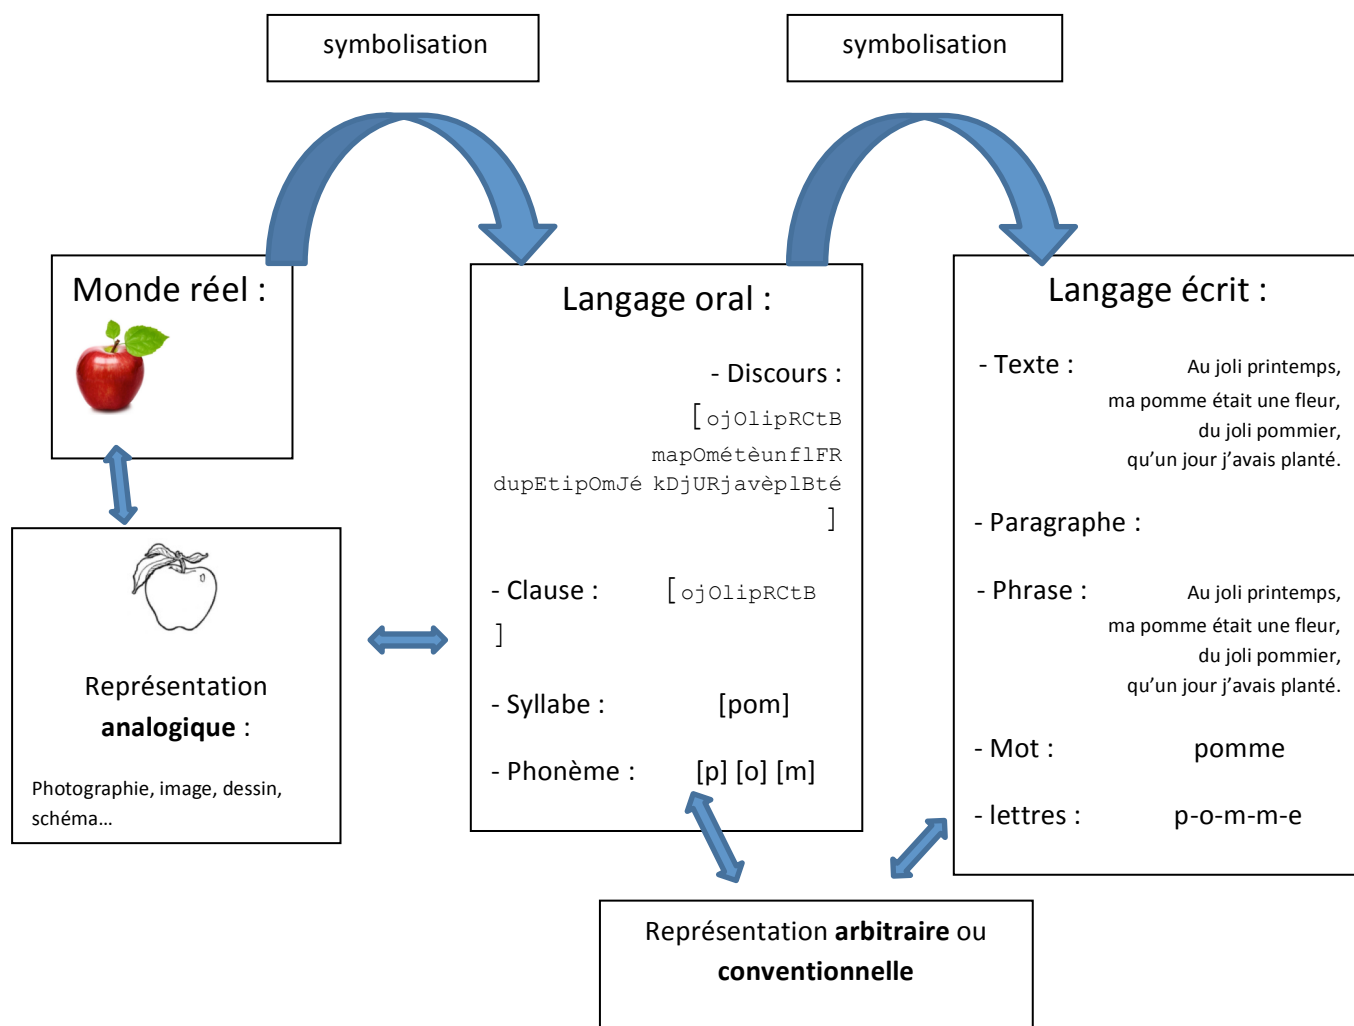 symbolisation
symbolisation
Monde réel :
Représentation
analogique :
Photographie, image, dessin,
schéma…
Langage oral :
- Discours :
[ojOlipRCtB
mapOmétèunflFR
dupEtipOmJé kDjURjavèplBté
]
- Clause : [ojOlipRCtB
]
- Syllabe : [pom]
- Phonème : [p] [o] [m]
Langage écrit :
- Texte : Au joli printemps,
ma pomme était une fleur,
du joli pommier,
qu’un jour j’avais planté.
- Paragraphe :
- Phrase : Au joli printemps,
ma pomme était une fleur,
du joli pommier,
qu’un jour j’avais planté.
- Mot : pomme
- lettres : p-o-m-m-e
Représentation arbitraire ou
conventionnelle